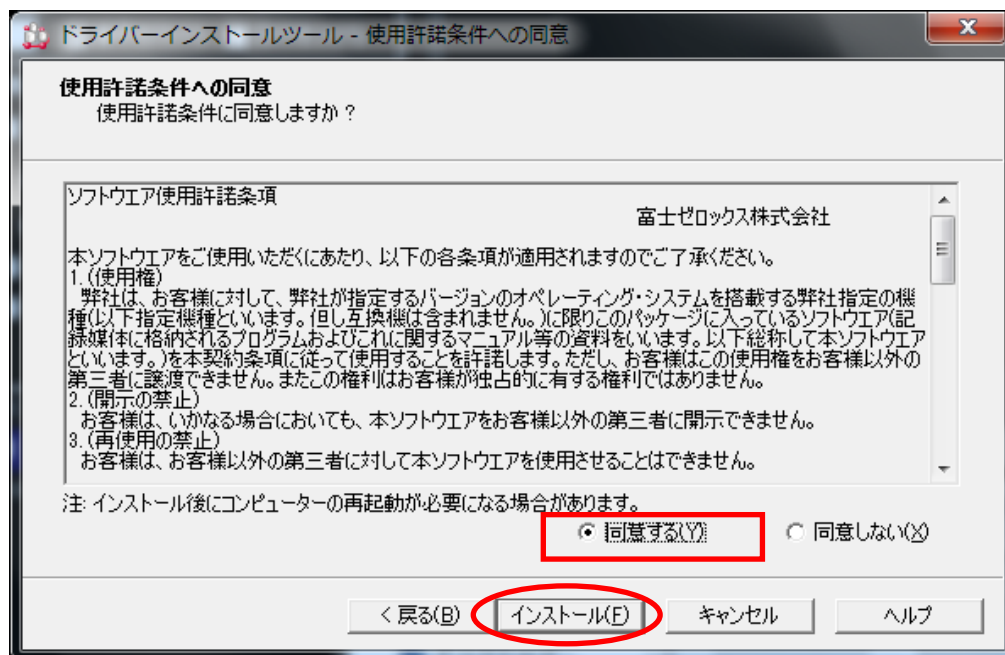 ドライバーインストールツール - 使用許諾条件への同意
使用許諾条件への同意
使用許諾条件に同意しますか？
ソフトウエア使用許諾条項
富士ゼロックス株式会社
本ソフトウエアをご使用いただくにあたり、以下の各条項が適用されますのでご了承ください。
1.(使用権)
弊社は、お客様に対して、弊社が指定するバージョンのオペレーティング・システムを搭載する弊社指定の機
種(以下指定機種といいます。但し互換機は含まれません。)に限りこのパッケージに入っているソフトウエア(記
録媒体に格納されるプログラムおよびこれに関するマニュアル等の資料をいいます。以下総称して本ソフトウエア
といいます。)を本契約条項に従って使用することを許諾します。ただし、お客様はこの使用権をお客様以外の
第三者に譲渡できません。またこの権利はお客様が独占的に有する権利ではありません。
2.(開示の禁止)
お客様は、いかなる場合においても、本ソフトウエアをお客様以外の第三者に開示できません。
3.(再使用の禁止)
お客様は、お客様以外の第三者に対して本ソフトウエアを使用させることはできません。
注: インストール後にコンピューターの再起動が必要になる場合があります。
同意する(Y) 同意しない(X)
< 戻る(B) インストール(F) キャンセル ヘルプ